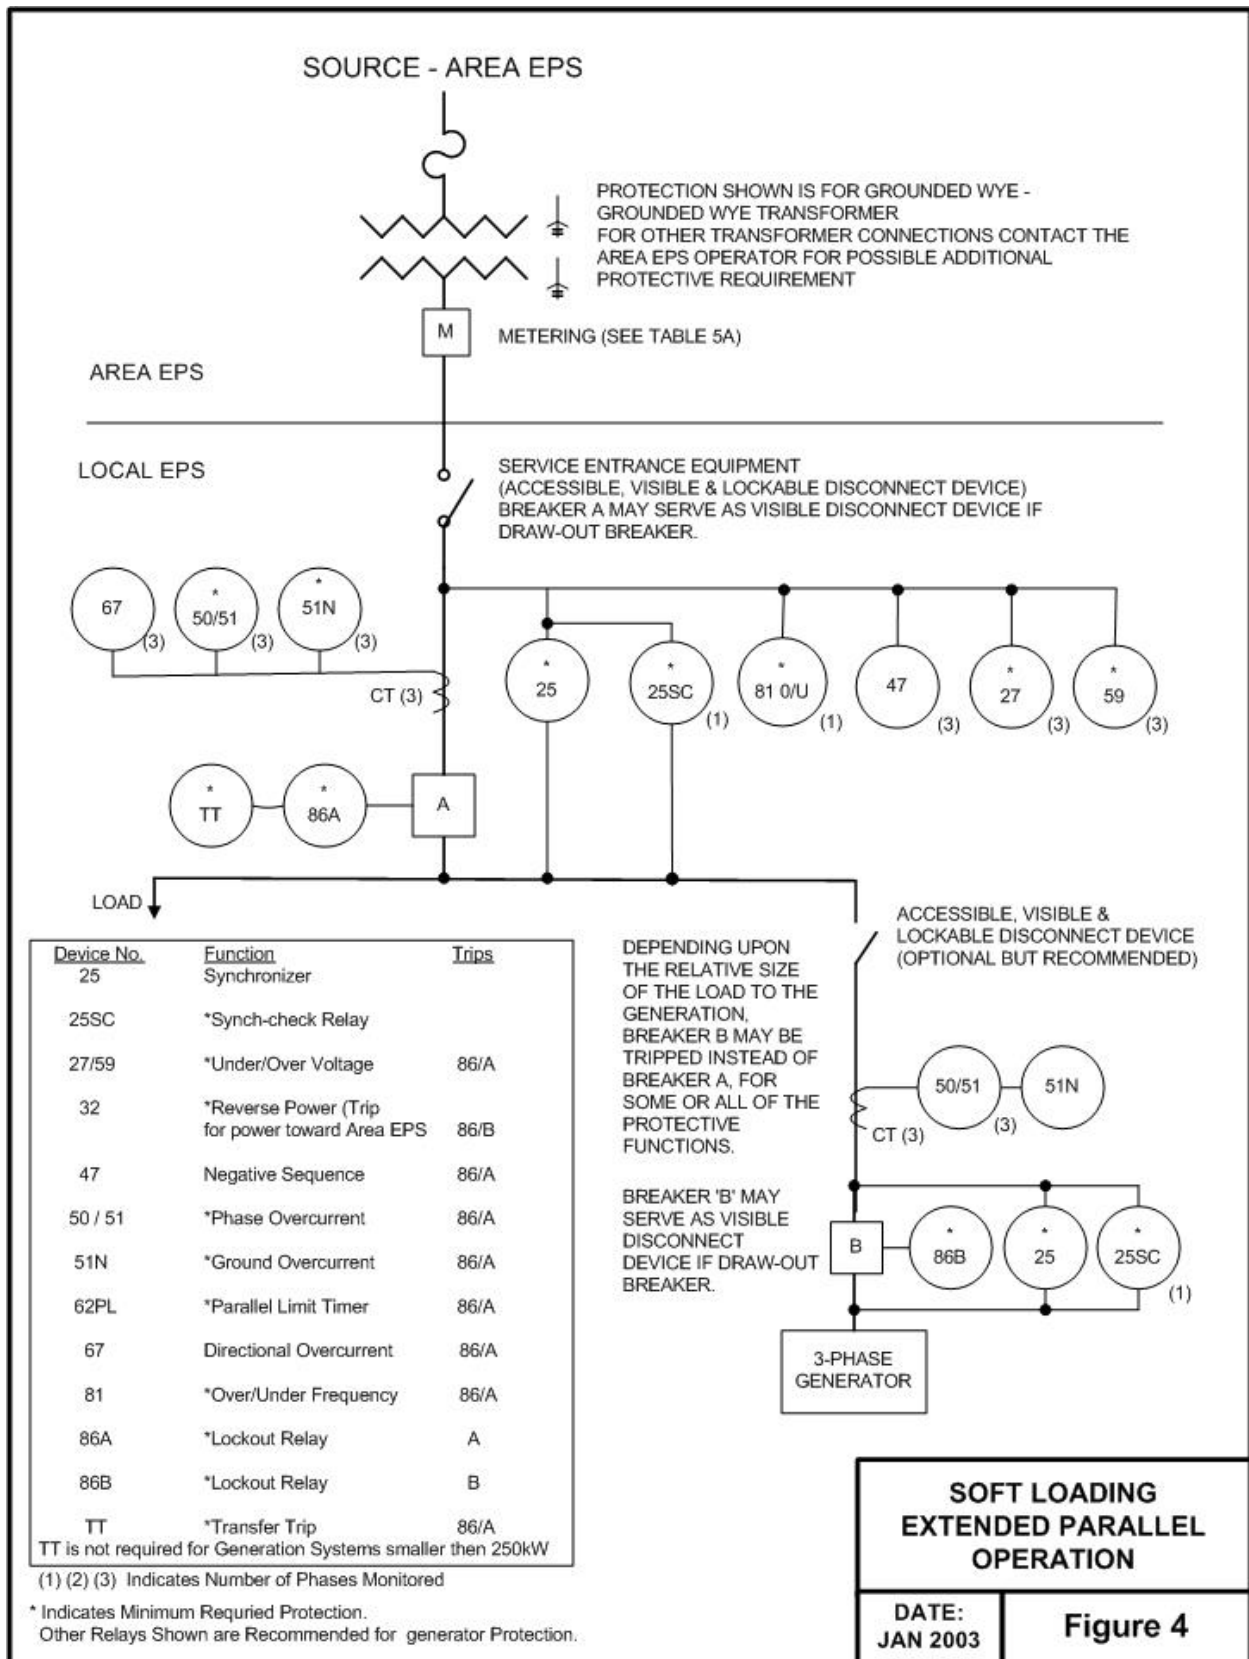 SOURCE - AREA EPS
PROTECTION SHOWN IS FOR GROUNDED WYE -
GROUNDED WYE TRANSFORMER
FOR OTHER TRANSFORMER CONNECTIONS CONTACT THE
AREA EPS OPERATOR FOR POSSIBLE ADDITIONAL
PROTECTIVE REQUIREMENT
M
METERING (SEE TABLE 5A)
AREA EPS
LOCAL EPS
SERVICE ENTRANCE EQUIPMENT
(ACCESSIBLE, VISIBLE & LOCKABLE DISCONNECT DEVICE)
BREAKER A MAY SERVE AS VISIBLE DISCONNECT DEVICE IF
DRAW-OUT BREAKER.
67
(3)
*
50/51
(3)
*
51N
(3)
CT (3)
*
25
*
25SC
(1)
*
81 0/U
(1)
47
(3)
*
27
(3)
*
59
(3)
*
TT
*
86A
A
LOAD
ACCESSIBLE, VISIBLE &
LOCKABLE DISCONNECT DEVICE
(OPTIONAL BUT RECOMMENDED)
DEPENDING UPON
THE RELATIVE SIZE
OF THE LOAD TO THE
GENERATION,
BREAKER B MAY BE
TRIPPED INSTEAD OF
BREAKER A, FOR
SOME OR ALL OF THE
PROTECTIVE
FUNCTIONS.
50/51
(3)
51N
CT (3)
BREAKER 'B' MAY
SERVE AS VISIBLE
DISCONNECT
DEVICE IF DRAW-OUT
BREAKER.
B
*
86B
*
25
*
25SC
(1)
3-PHASE
GENERATOR
Device No. Function Trips
25 Synchronizer
25SC *Synch-check Relay
27/59 *Under/Over Voltage 86/A
32 *Reverse Power (Trip
for power toward Area EPS 86/B
47 Negative Sequence 86/A
50 / 51 *Phase Overcurrent 86/A
51N *Ground Overcurrent 86/A
62PL *Parallel Limit Timer 86/A
67 Directional Overcurrent 86/A
81 *Over/Under Frequency 86/A
86A *Lockout Relay A
86B *Lockout Relay B
TT *Transfer Trip 86/A
TT is not required for Generation Systems smaller then 250kW
(1) (2) (3) Indicates Number of Phases Monitored
* Indicates Minimum Requried Protection.
Other Relays Shown are Recommended for generator Protection.
SOFT LOADING
EXTENDED PARALLEL
OPERATION
DATE:
JAN 2003
Figure 4